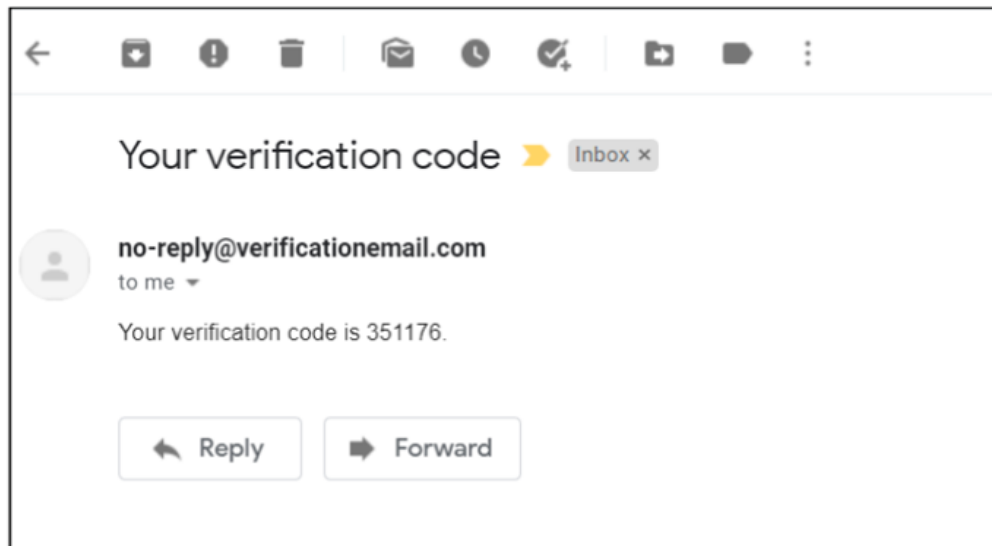 Your verification code Inbox ×
no-reply@verificationemail.com
to me
Your verification code is 351176.
Reply Forward